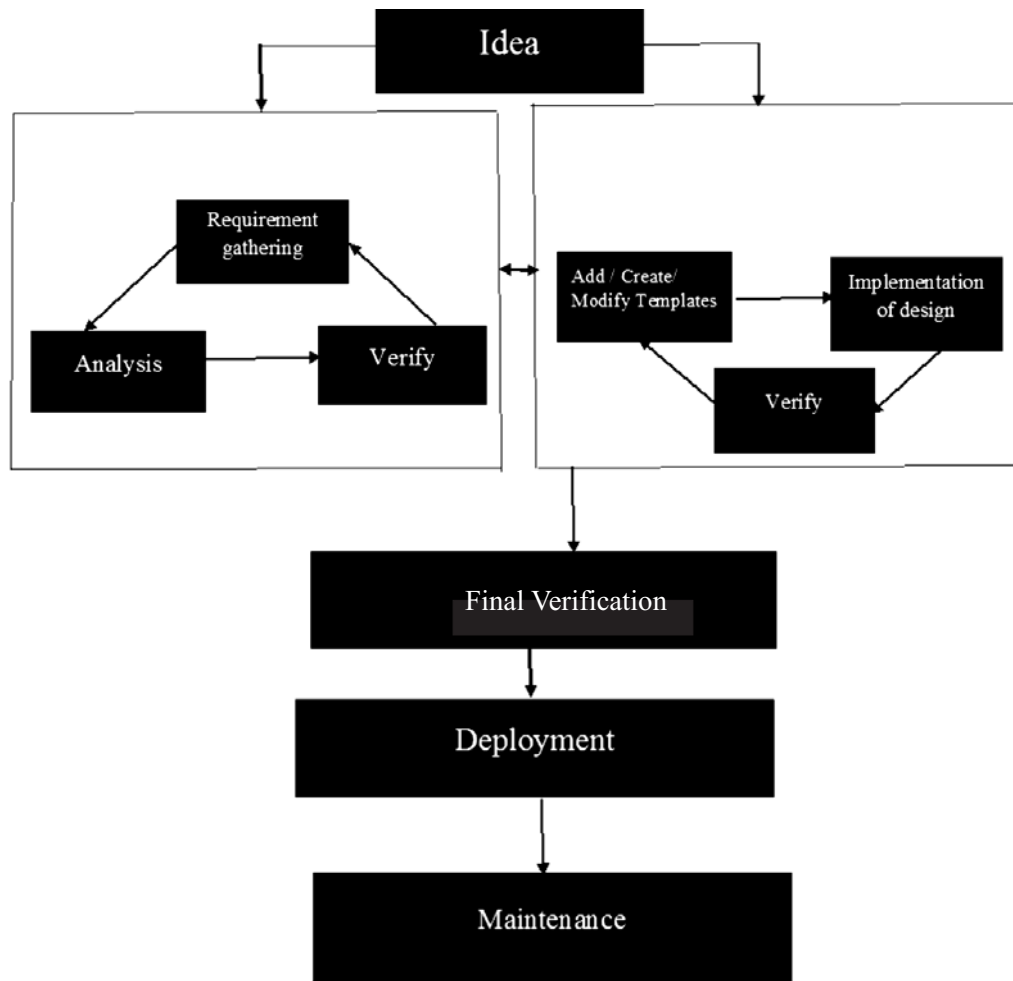 Idea
Requirement
gathering
Analysis
Verify
Add / Create/
Modify Templates
Implementation
of design
Verify
Final Verification
Deployment
Maintenance